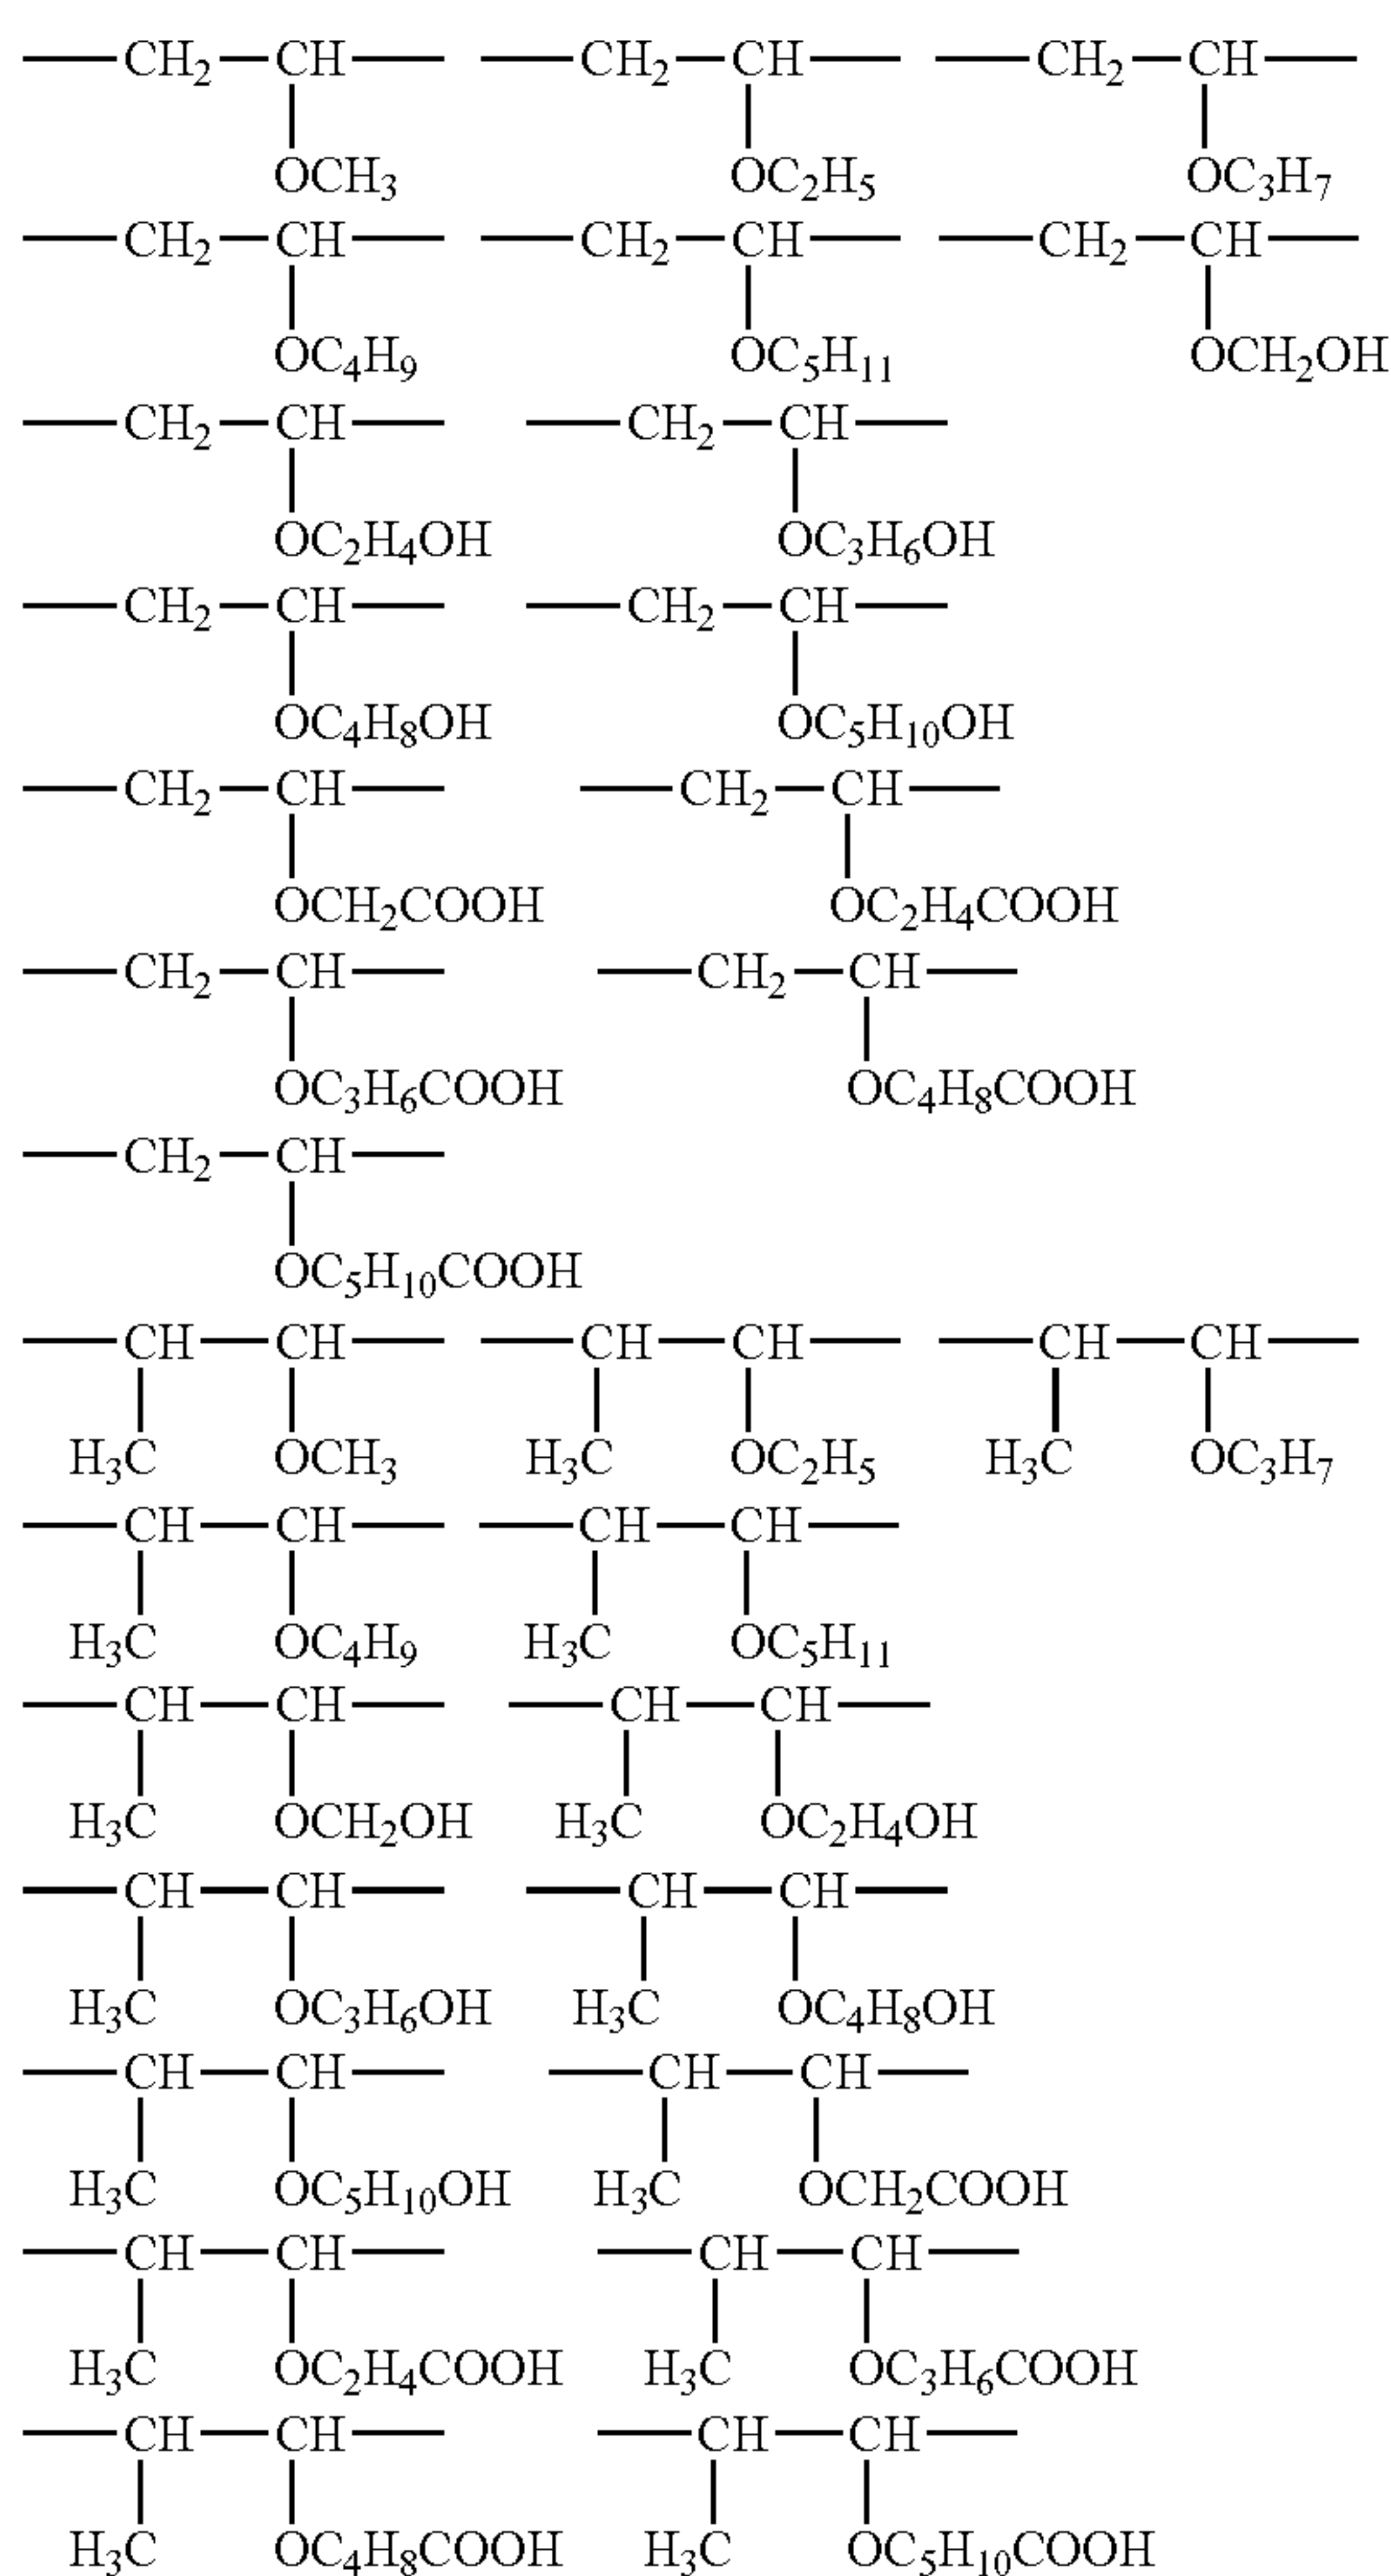 CH₂ CH CH₂ CH CH₂ CH
OCH₃ OC₂H₅ OC₃H₇
CH₂ CH CH₂ CH CH₂ CH
OC₄H₉ OC₅H₁₁ OCH₂OH
CH₂ CH CH₂ CH
OC₂H₄OH OC₃H₆OH
CH₂ CH CH₂ CH
OC₄H₈OH OC₅H₁₀OH
CH₂ CH CH₂ CH
OCH₂COOH OC₂H₄COOH
CH₂ CH CH₂ CH
OC₃H₆COOH OC₄H₈COOH
CH₂ CH
OC₅H₁₀COOH
CH CH CH CH CH CH
H₃C OCH₃ H₃C OC₂H₅ H₃C OC₃H₇
CH CH CH CH
H₃C OC₄H₉ H₃C OC₅H₁₁
CH CH CH CH
H₃C OCH₂OH H₃C OC₂H₄OH
CH CH CH CH
H₃C OC₃H₆OH H₃C OC₄H₈OH
CH CH CH CH
H₃C OC₅H₁₀OH H₃C OCH₂COOH
CH CH CH CH
H₃C OC₂H₄COOH H₃C OC₃H₆COOH
CH CH CH CH
H₃C OC₄H₈COOH H₃C OC₅H₁₀COOH